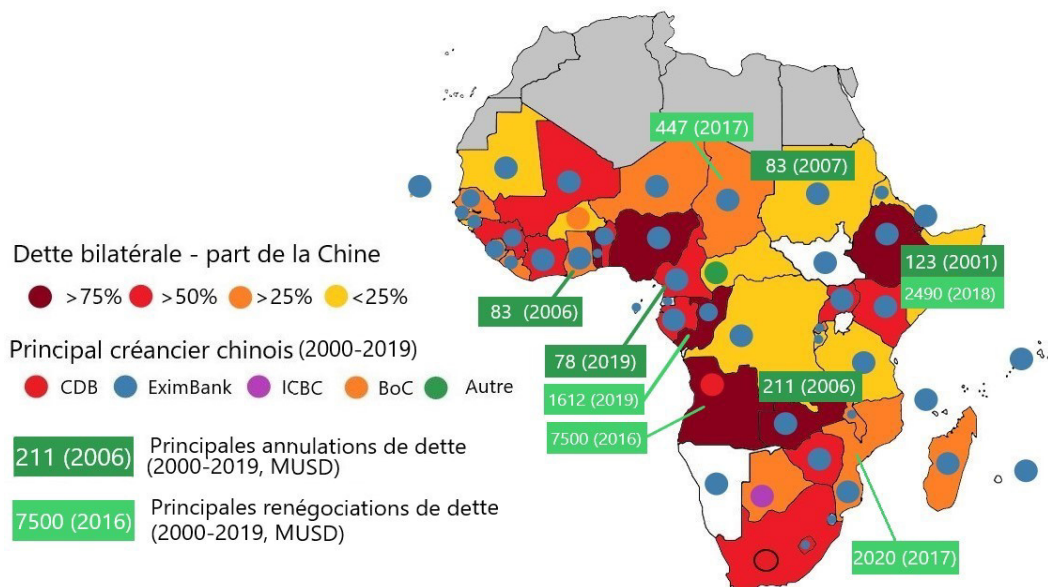 447 (2017)
83 (2007)
Dette bilatérale - part de la Chine
>75% >50% >25% <25%
123 (2001)
2490 (2018)
83 (2006)
Principal créancier chinois (2000-2019)
78 (2019)
CDB EximBank ICBC BoC Autre
211 (2006)
1612 (2019)
7500 (2016)
211 (2006) Principales annulations de dette
(2000-2019, MUSD)
7500 (2016) Principales renégociations de dette
(2000-2019, MUSD)
2020 (2017)